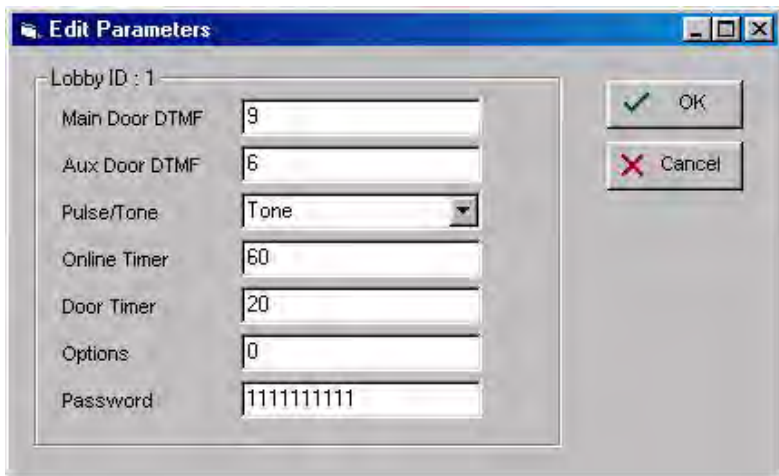 Edit Parameters
Lobby ID : 1
Main Door DTMF 9
Aux Door DTMF 6
Pulse/Tone Tone
Online Timer 60
Door Timer 20
Options 0
Password 1111111111
OK
Cancel